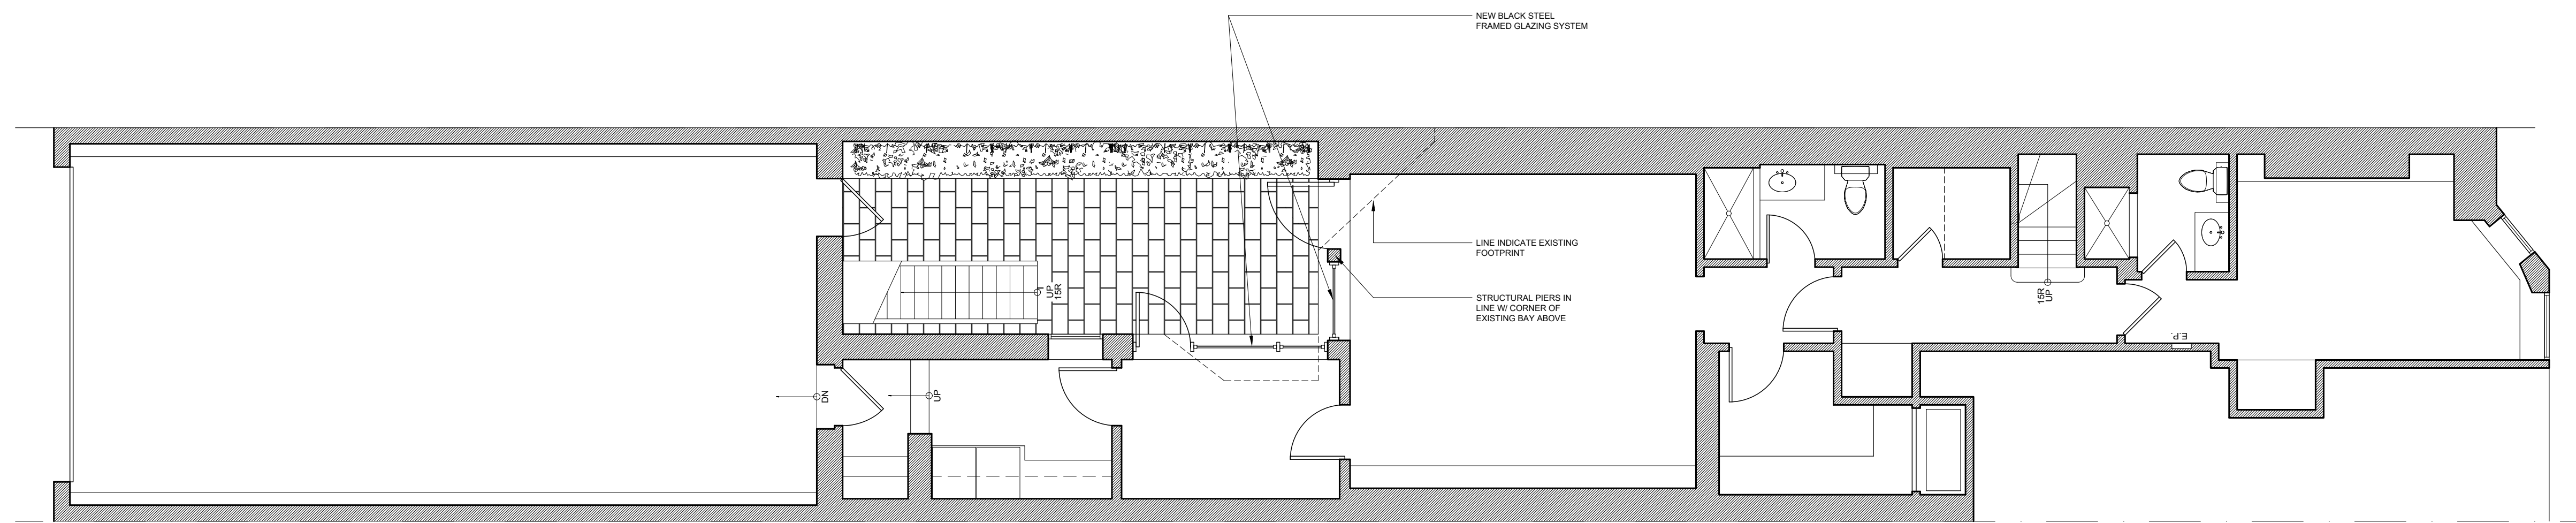 NEW BLACK STEEL
FRAMED GLAZING SYSTEM
LINE INDICATE EXISTING
FOOTPRINT
STRUCTURAL PIERS IN
LINE W/ CORNER OF
EXISTING BAY ABOVE
UP
15R
15R
UP
E.P.
DN
UP